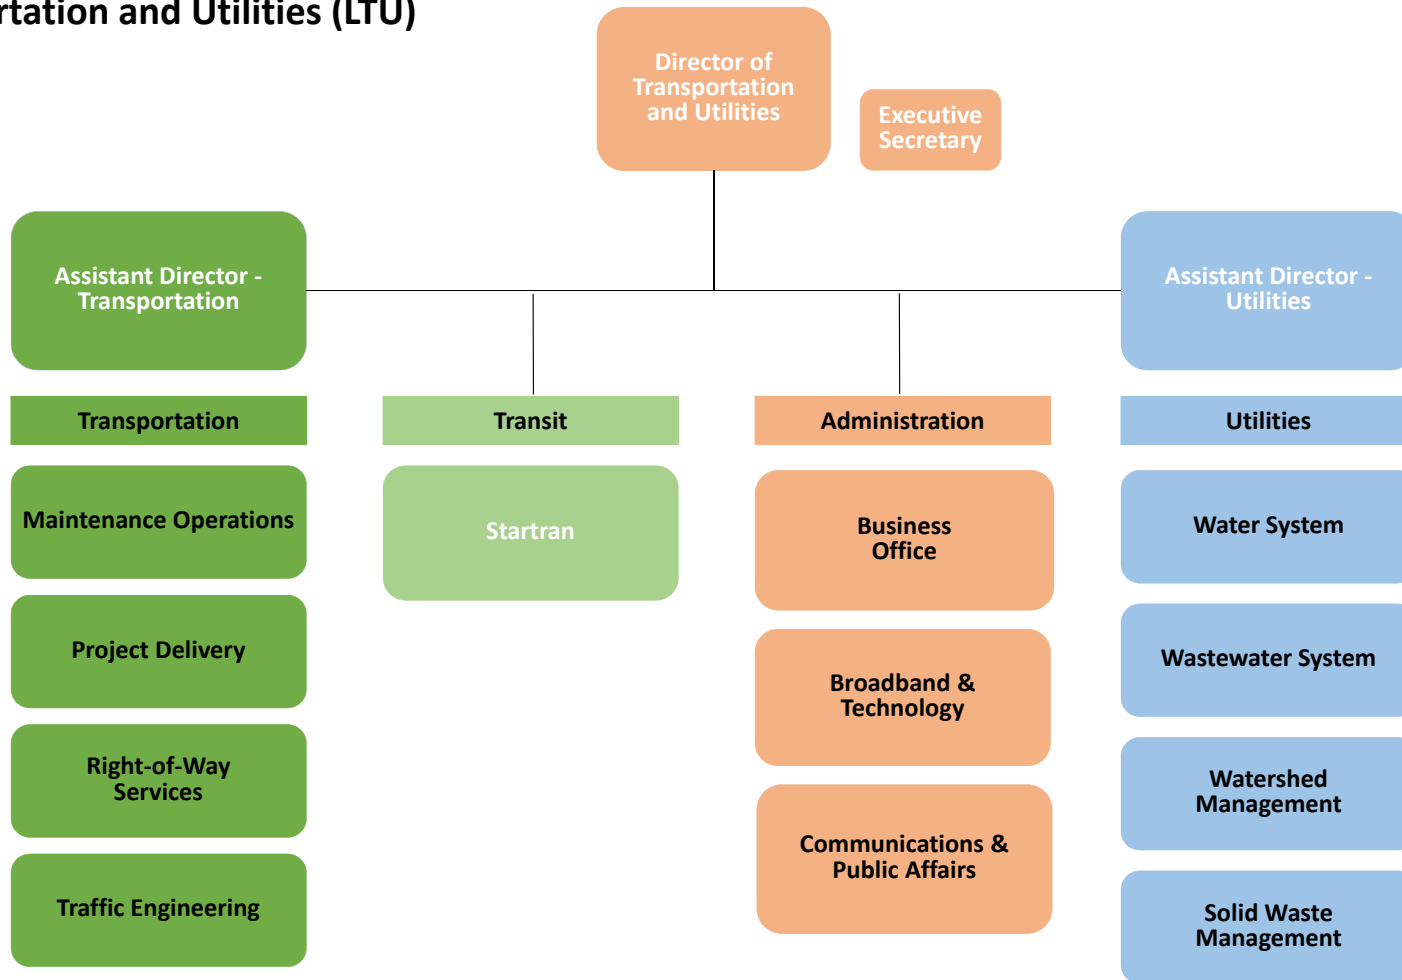 rtation and Utilities (LTU)
Director of
Transportation
and Utilities
Executive
Secretary
Assistant Director -
Transportation
Assistant Director -
Utilities
Transportation
Transit
Administration
Utilities
Maintenance Operations
Project Delivery
Right-of-Way
Services
Traffic Engineering
Startran
Business
Office
Broadband &
Technology
Communications &
Public Affairs
Water System
Wastewater System
Watershed
Management
Solid Waste
Management